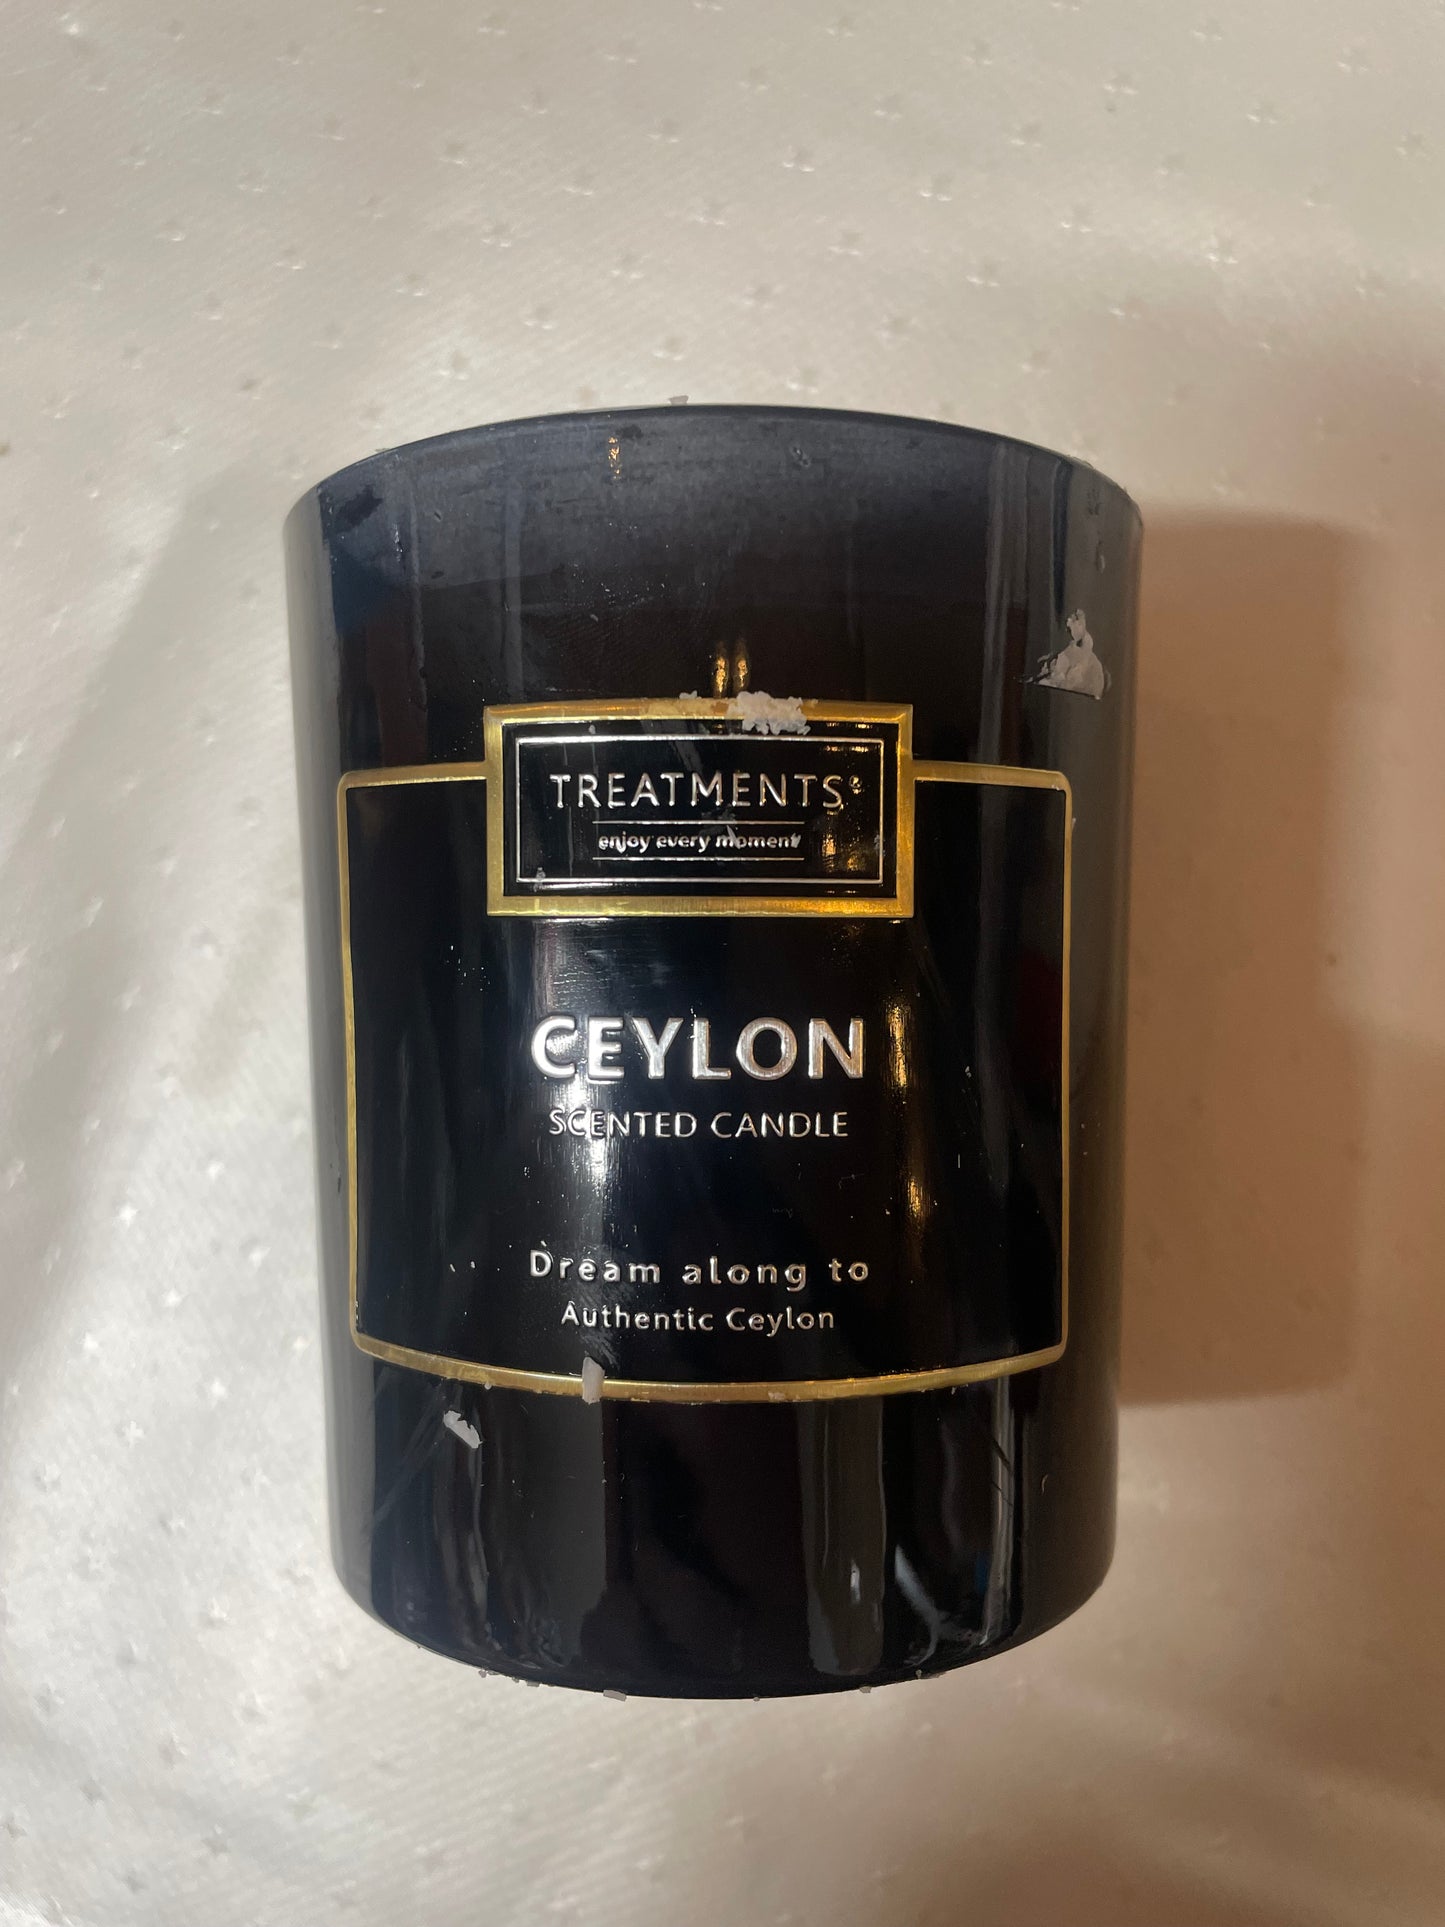 TREATMENTS®
enjoy every moment
CEYLON
SCENTED CANDLE
Dream along to
Authentic Ceylon